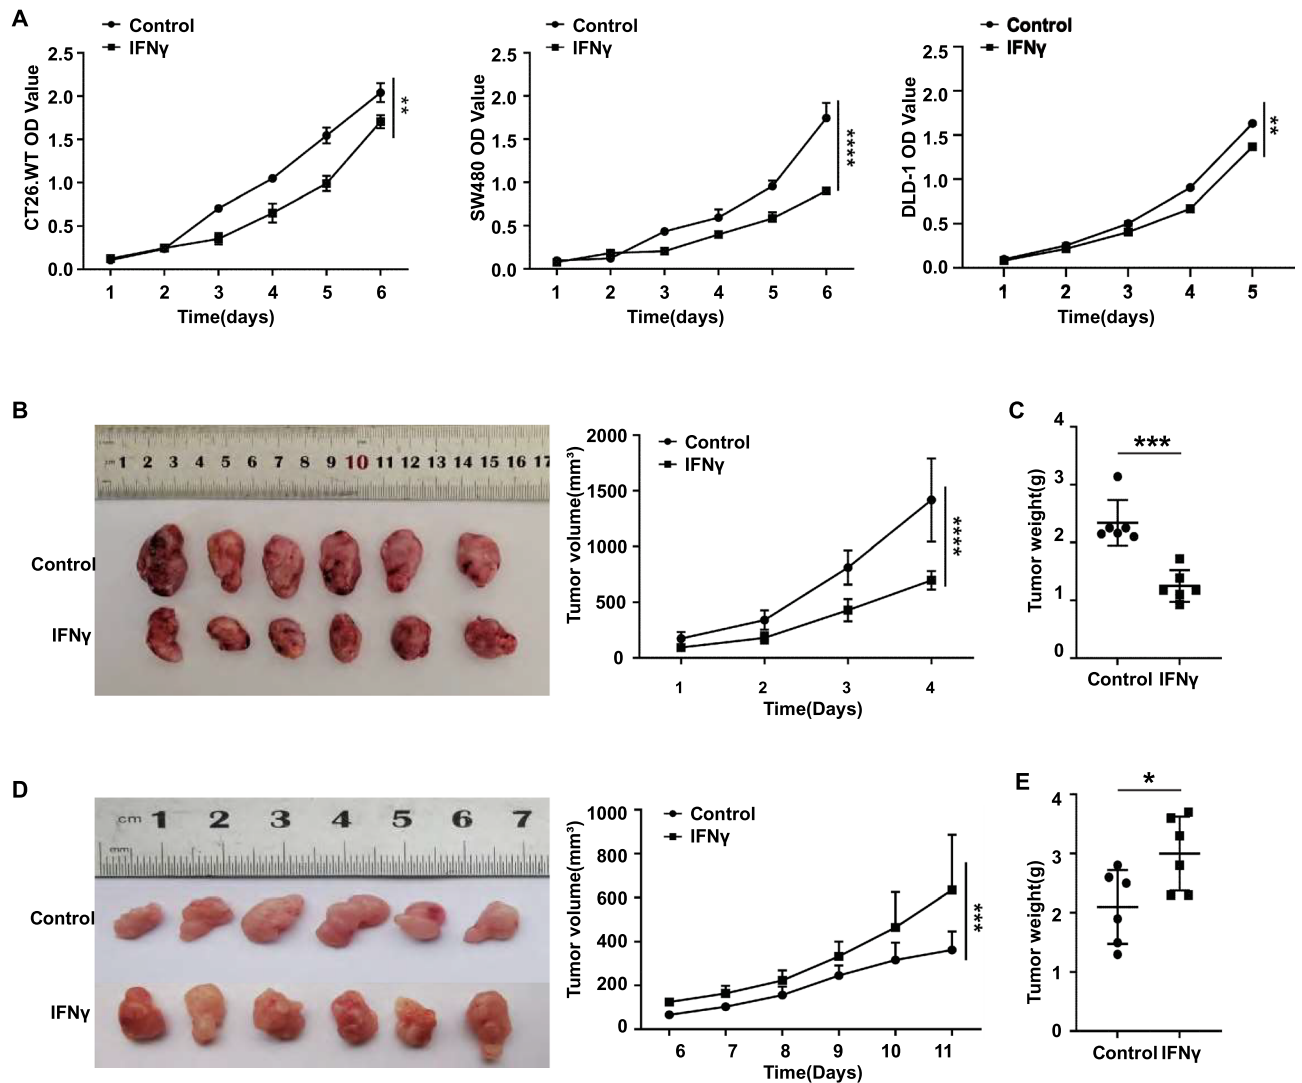 A
Control
IFNγ
CT26.WT OD Value
2.5
2.0
1.5
1.0
0.5
0.0
**
1 2 3 4 5 6
Time(days)
Control
IFNγ
SW480 OD Value
2.5
2.0
1.5
1.0
0.5
0.0
****
1 2 3 4 5 6
Time(days)
Control
IFNγ
DLD-1 OD Value
2.5
2.0
1.5
1.0
0.5
0.0
**
1 2 3 4 5
Time(days)
B
1 2 3 4 5 6 7 8 9 10 11 12 13 14 15 16 17
Control
IFNγ
Control
IFNγ
Tumor volume(mm³)
2000
1500
1000
500
0
****
1 2 3 4
Time(Days)
C
Tumor weight(g)
4
3
2
1
0
***
Control IFNγ
D
cm 1 2 3 4 5 6 7
mm
Control
IFNγ
Control
IFNγ
Tumor volume(mm³)
1000
800
600
400
200
0
***
6 7 8 9 10 11
Time(Days)
E
Tumor weight(g)
4
3
2
1
0
*
Control IFNγ